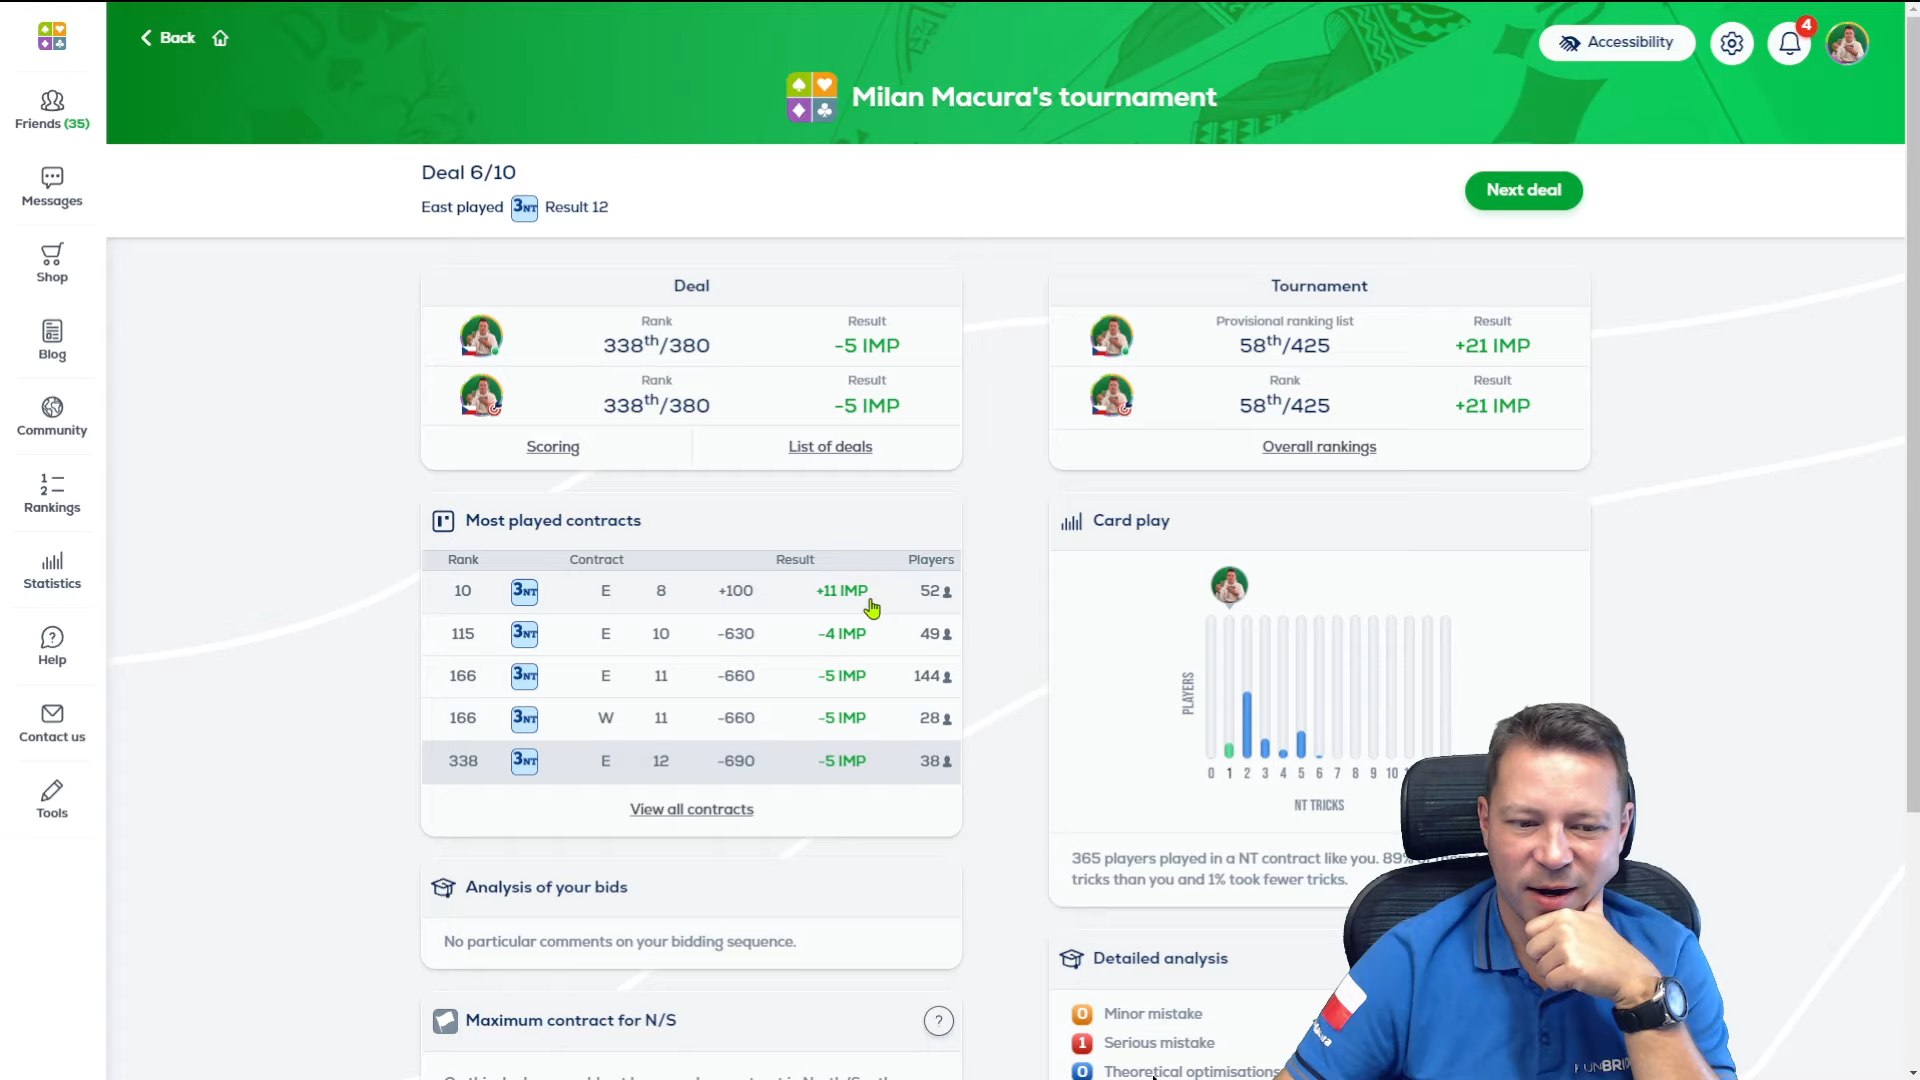 Back
Accessibility
4
Milan Macura's tournament
Friends (35)
Messages
Shop
Blog
Community
1
2
Rankings
Statistics
Help
Contact us
Tools
Deal 6/10
East played 3NT Result 12
Next deal
Deal
Rank Result
338th/380 -5 IMP
Rank Result
338th/380 -5 IMP
Scoring List of deals
Tournament
Provisional ranking list Result
58th/425 +21 IMP
Rank Result
58th/425 +21 IMP
Overall rankings
Most played contracts
Rank Contract Result Players
10 3NT E 8 +100 +11 IMP 52
115 3NT E 10 -630 -4 IMP 49
166 3NT E 11 -660 -5 IMP 144
166 3NT W 11 -660 -5 IMP 28
338 3NT E 12 -690 -5 IMP 38
View all contracts
Card play
PLAYERS
0 1 2 3 4 5 6 7 8 9 10
NT TRICKS
365 players played in a NT contract like you. 89%
tricks than you and 1% took fewer tricks.
Analysis of your bids
No particular comments on your bidding sequence.
Maximum contract for N/S
?
Detailed analysis
0 Minor mistake
1 Serious mistake
0 Theoretical optimisations